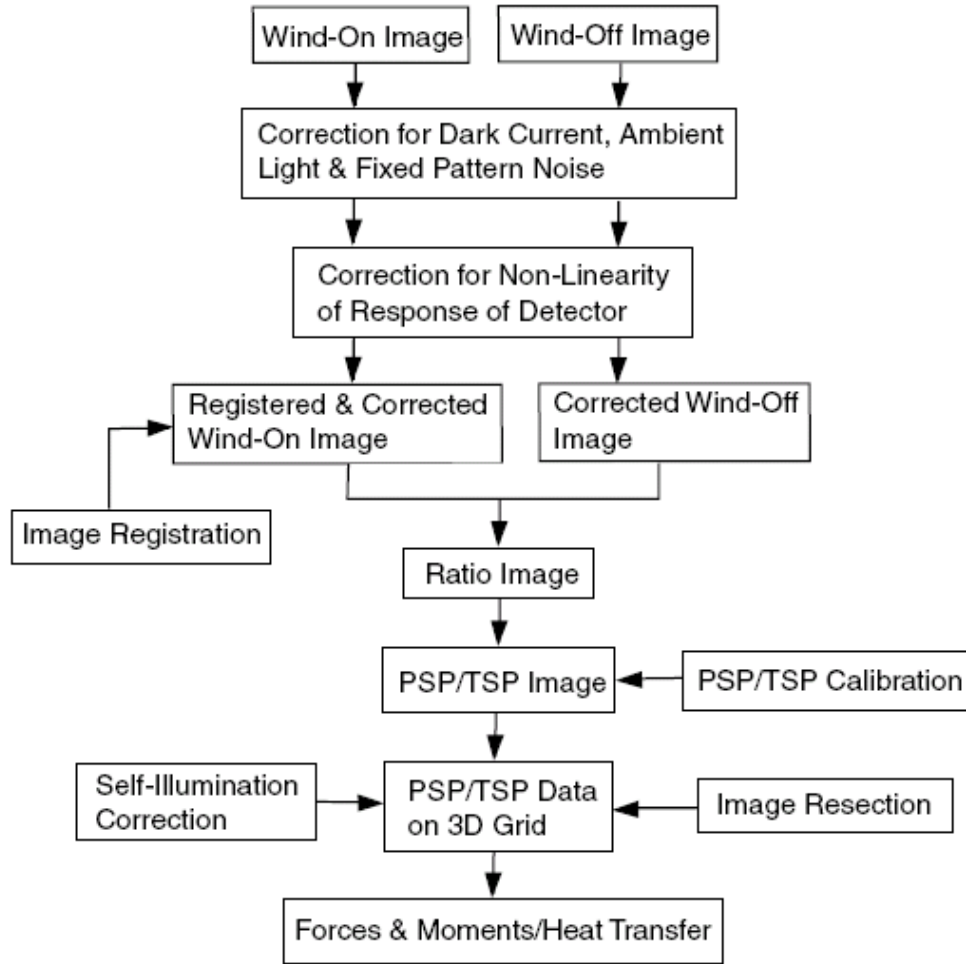 Wind-On Image
Wind-Off Image
Correction for Dark Current, Ambient
Light & Fixed Pattern Noise
Correction for Non-Linearity
of Response of Detector
Registered & Corrected
Wind-On Image
Corrected Wind-Off
Image
Image Registration
Ratio Image
PSP/TSP Image
PSP/TSP Calibration
Self-Illumination
Correction
PSP/TSP Data
on 3D Grid
Image Resection
Forces & Moments/Heat Transfer